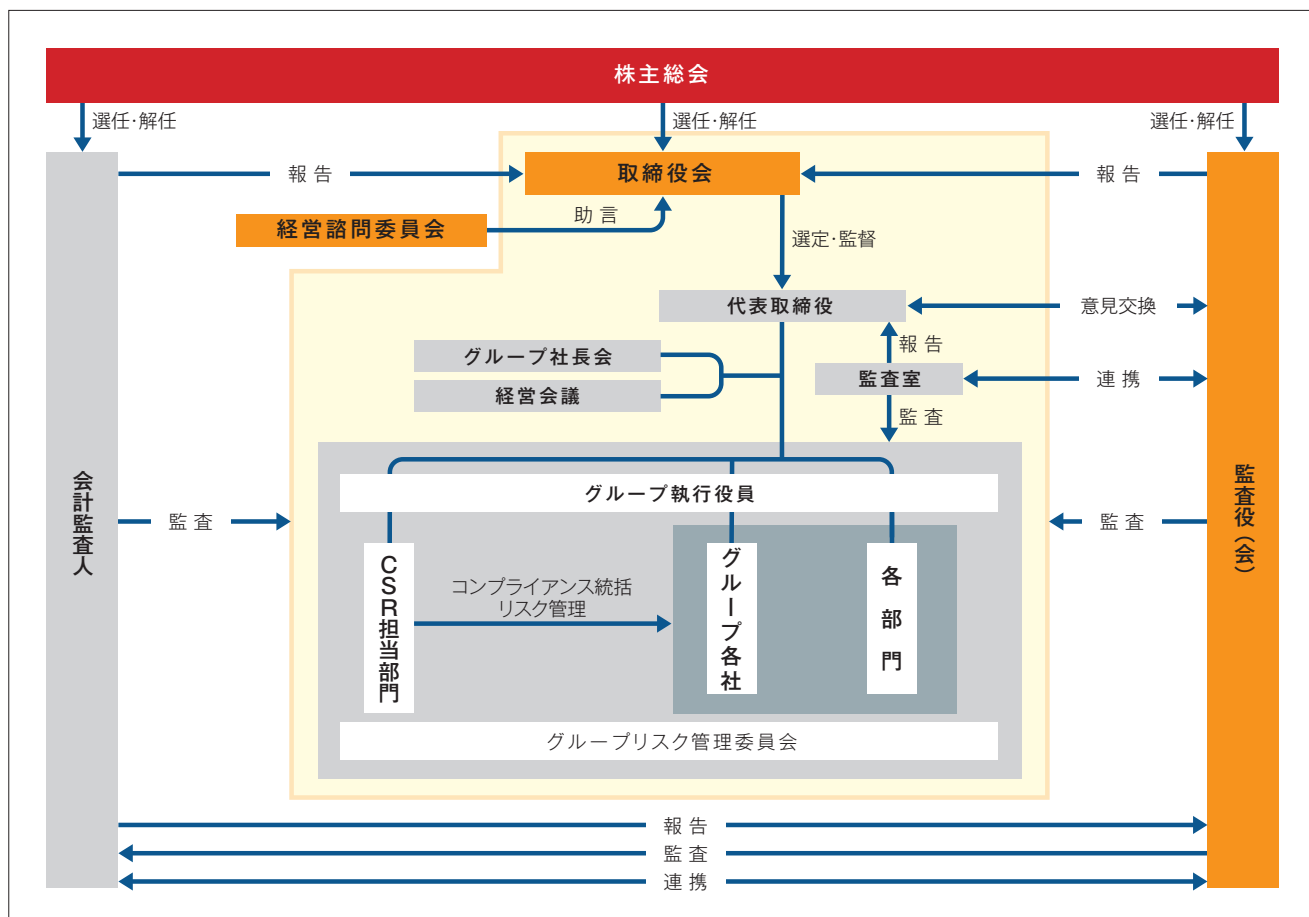 株主総会
選任・解任
選任・解任
選任・解任
報告
取締役会
報告
経営諮問委員会
助言
選定・監督
代表取締役
意見交換
グループ社長会
報告
経営会議
監査室
連携
監査
会計監査人
監査役(会)
グループ執行役員
監査
監査
CSR担当部門
コンプライアンス統括
リスク管理
グループ各社
各部門
グループリスク管理委員会
報告
監査
連携